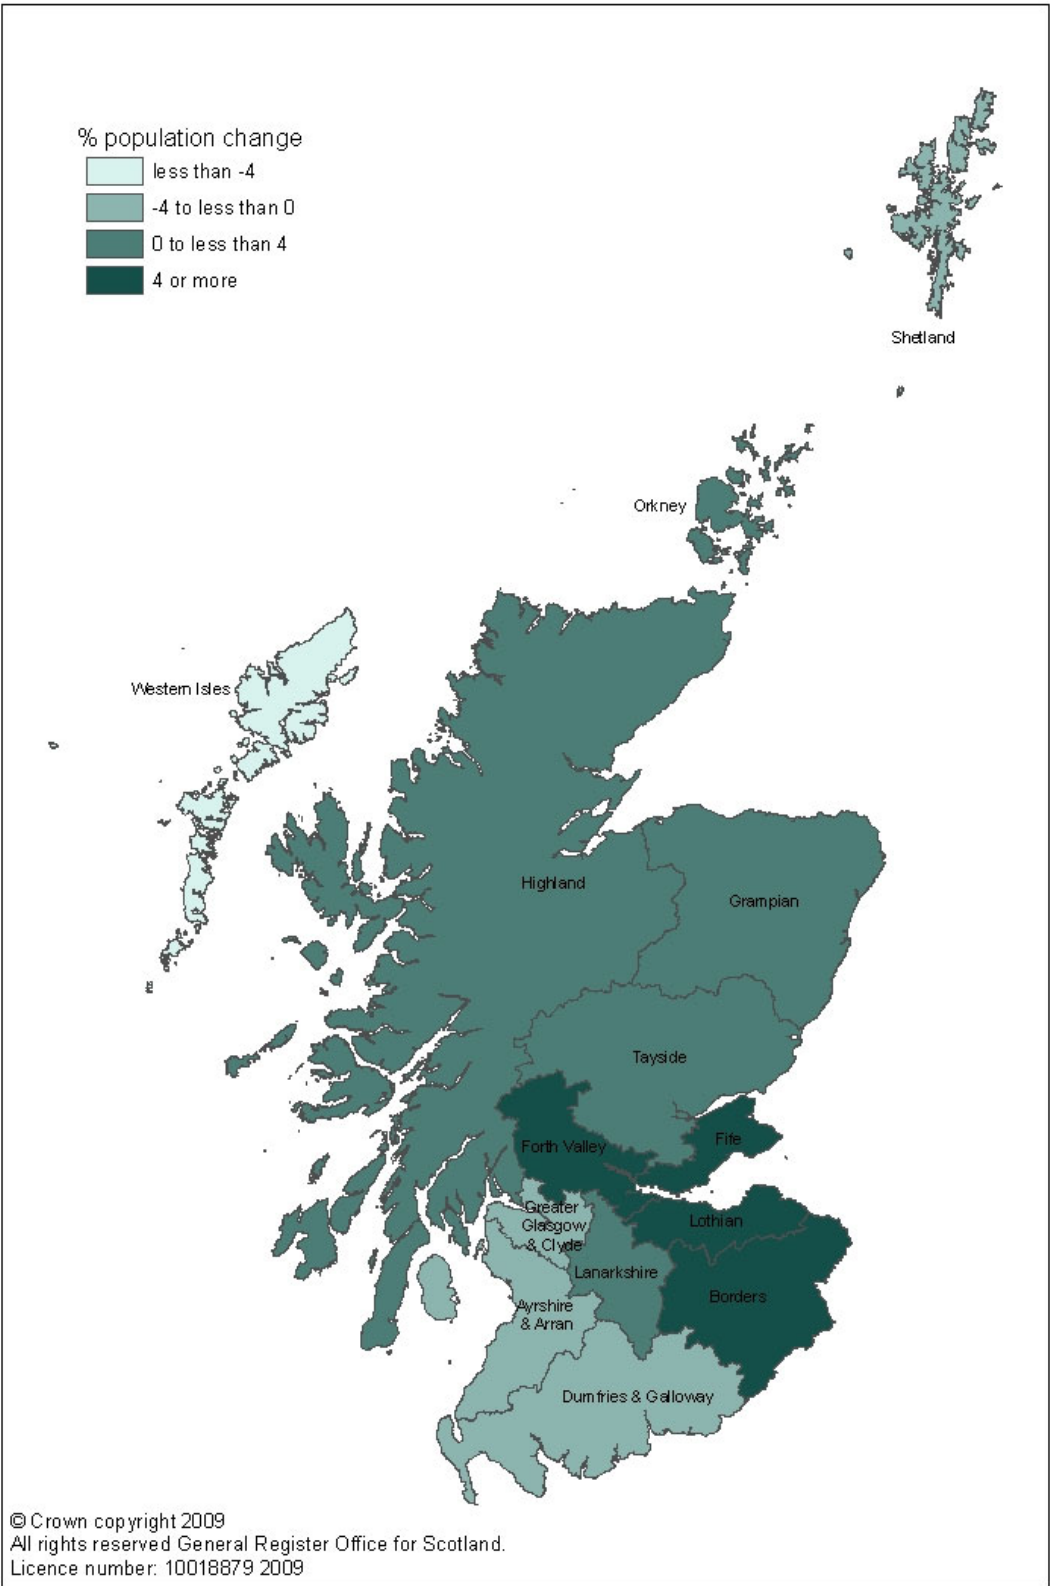 % population change
less than -4
-4 to less than 0
0 to less than 4
4 or more
Shetland
Orkney
Western Isles
Highland
Grampian
Tayside
Fife
Forth Valley
Greater
Glasgow
& Clyde
Lothian
Lanarkshire
Borders
Ayrshire
& Arran
Dumfries & Galloway
© Crown copyright 2009
All rights reserved General Register Office for Scotland.
Licence number: 10018879 2009